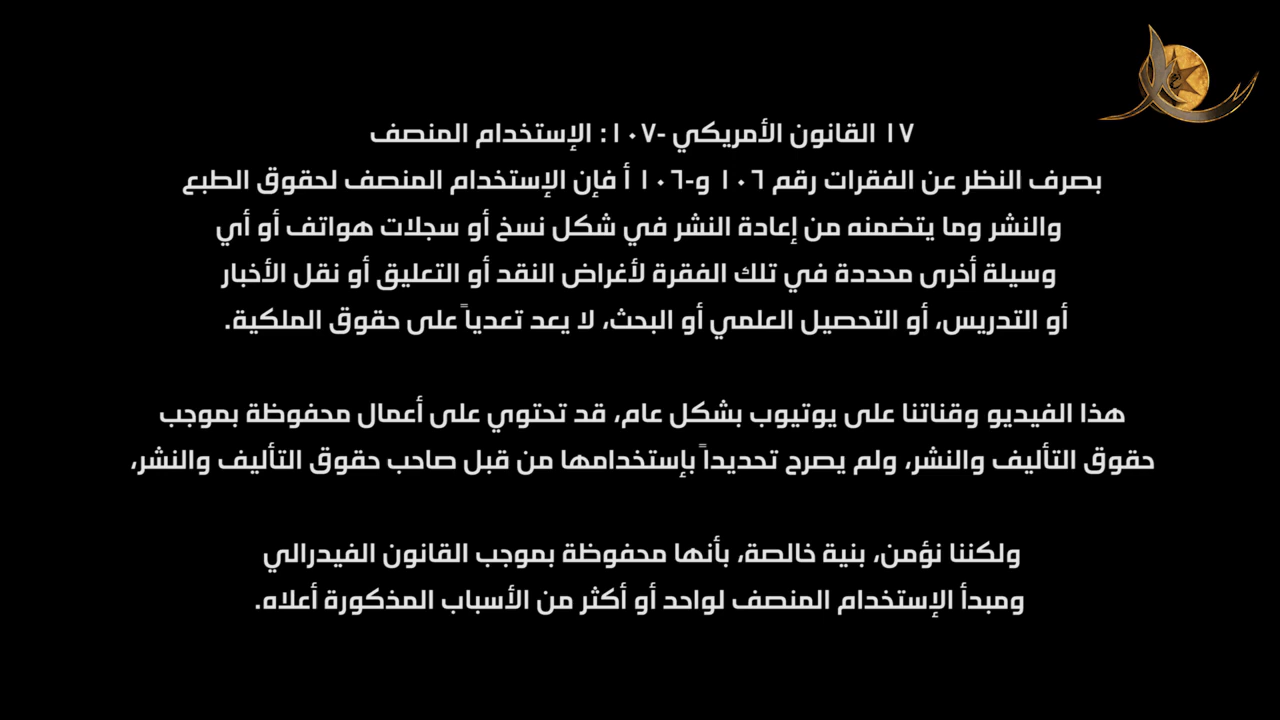 ١٧ القانون الأمريكي -١٠٧: الإستخدام المنصف
بصرف النظر عن الفقرات رقم ١٠٦ و-١٠٦ أ فإن الإستخدام المنصف لحقوق الطبع
والنشر وما يتضمنه من إعادة النشر في شكل نسخ أو سجلات هواتف أو أي
وسيلة أخرى محددة في تلك الفقرة لأغراض النقد أو التعليق أو نقل الأخبار
أو التدريس، أو التحصيل العلمي أو البحث، لا يعد تعدياً على حقوق الملكية.
هذا الفيديو وقناتنا على يوتيوب بشكل عام، قد تحتوي على أعمال محفوظة بموجب
حقوق التأليف والنشر، ولم يصرح تحديداً بإستخدامها من قبل صاحب حقوق التأليف والنشر،
ولكننا نؤمن، بنية خالصة، بأنها محفوظة بموجب القانون الفيدرالي
ومبدأ الإستخدام المنصف لواحد أو أكثر من الأسباب المذكورة أعلاه.